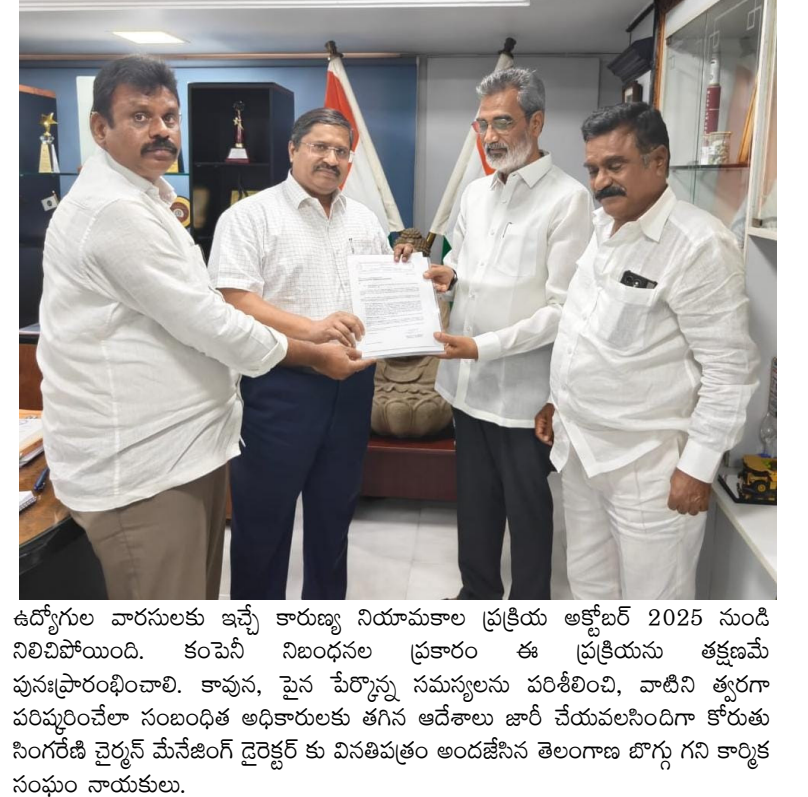 ఉద్యోగుల వారసులకు ఇచ్చే కారుణ్య నియామకాల ప్రక్రియ అక్టోబర్ 2025 నుండి
నిలిచిపోయింది. కంపెనీ నిబంధనల ప్రకారం ఈ ప్రక్రియను తక్షణమే
పునఃప్రారంభించాలి. కావున, పైన పేర్కొన్న సమస్యలను పరిశీలించి, వాటిని త్వరగా
పరిష్కరించేలా సంబంధిత అధికారులకు తగిన ఆదేశాలు జారీ చేయవలసిందిగా కోరుతు
సింగరేణి చైర్మన్ మేనేజింగ్ డైరెక్టర్ కు వినతిపత్రం అందజేసిన తెలంగాణ బొగ్గు గని కార్మిక
సంఘం నాయకులు.